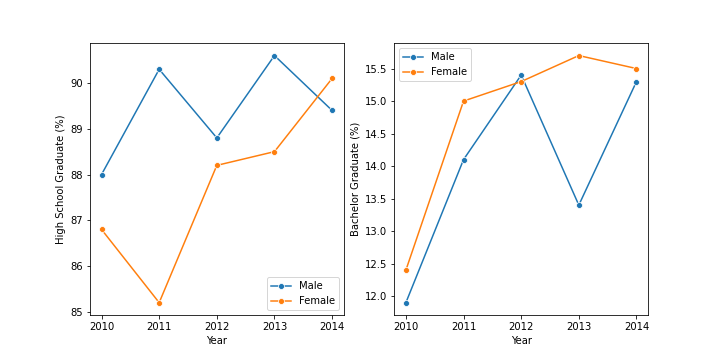 High School Graduate (%)
90
89
88
87
86
85
2010 2011 2012 2013 2014
Year
Male
Female
Bachelor Graduate (%)
15.5
15.0
14.5
14.0
13.5
13.0
12.5
12.0
2010 2011 2012 2013 2014
Year
Male
Female